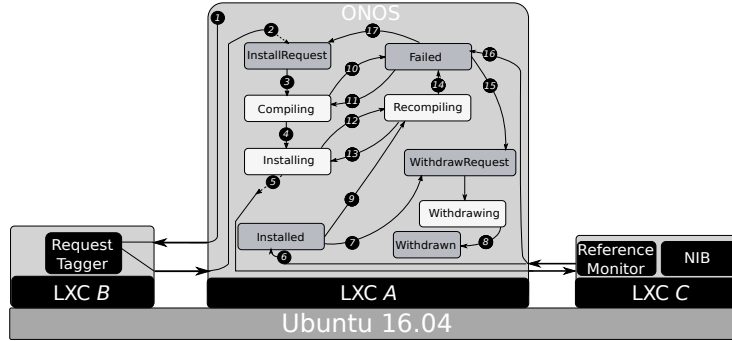 ONOS
1
2
17
InstallRequest
Failed
16
3
10
15
11
14
Compiling
Recompiling
12
4
13
Installing
WithdrawRequest
5
9
Withdrawing
Installed
7
Withdrawn
8
6
Request
Tagger
Reference
Monitor
NIB
LXC B
LXC A
LXC C
Ubuntu 16.04